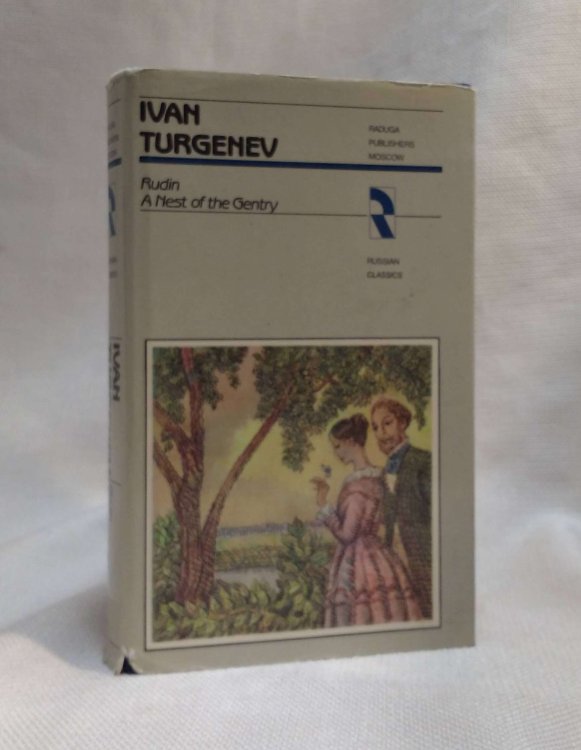 IVAN
TURGENEV
RADUGA
PUBLISHERS
MOSCOW
Rudin
A Nest of the Gentry
R
RUSSIAN
CLASSICS
IVAN